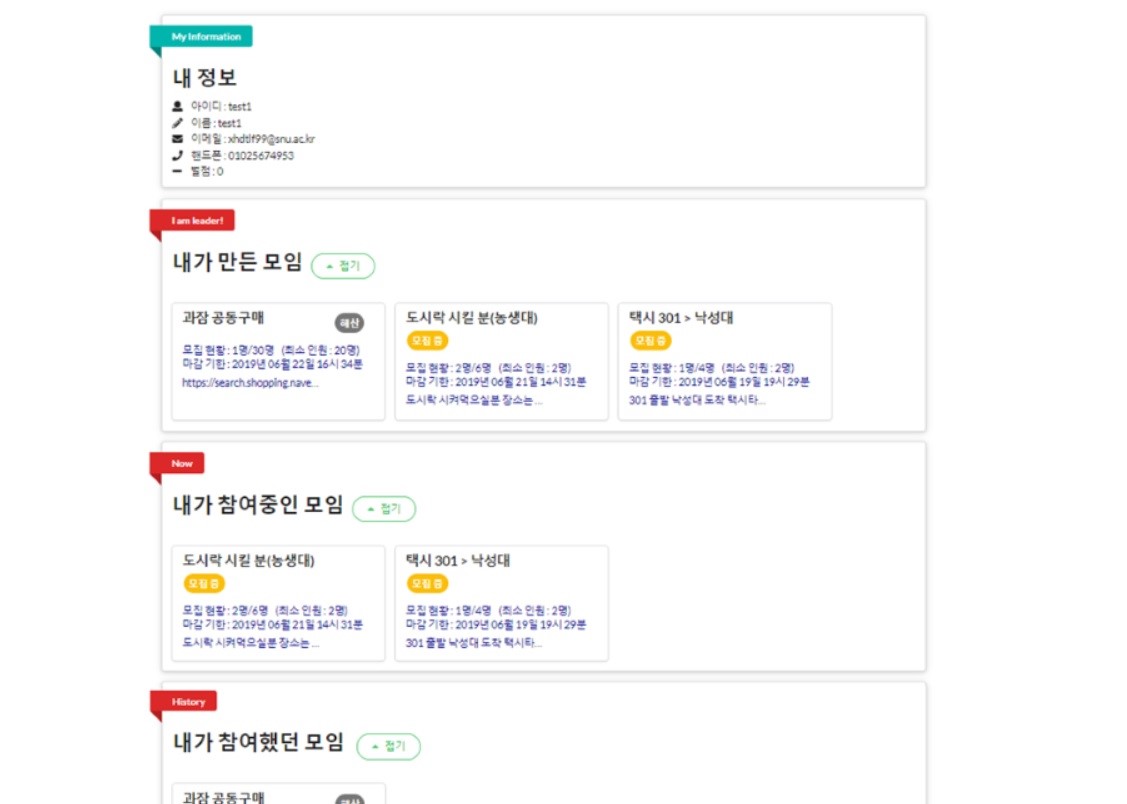 My Information
내 정보
아이디 : test1
이름 : test1
이메일 : xhdtlf99@snu.ac.kr
핸드폰 : 01025674953
벌점 : 0
I am leader!
내가 만든 모임 접기
과잠 공동구매 해산
모집 현황 : 1명/30명 (최소 인원 : 20명)
마감 기한 : 2019년 06월 22일 16시 34분
https://search.shopping.nave...
도시락 시킬 분(농생대)
모집 중
모집 현황 : 2명/6명 (최소 인원 : 2명)
마감 기한 : 2019년 06월 21일 14시 31분
도시락 시켜먹으실분 장소는 ...
택시 301 > 낙성대
모집 중
모집 현황 : 1명/4명 (최소 인원 : 2명)
마감 기한 : 2019년 06월 19일 19시 29분
301 출발 낙성대 도착 택시타...
Now
내가 참여중인 모임 접기
도시락 시킬 분(농생대)
모집 중
모집 현황 : 2명/6명 (최소 인원 : 2명)
마감 기한 : 2019년 06월 21일 14시 31분
도시락 시켜먹으실분 장소는 ...
택시 301 > 낙성대
모집 중
모집 현황 : 1명/4명 (최소 인원 : 2명)
마감 기한 : 2019년 06월 19일 19시 29분
301 출발 낙성대 도착 택시타...
History
내가 참여했던 모임 접기
과잠 공동구매 해산